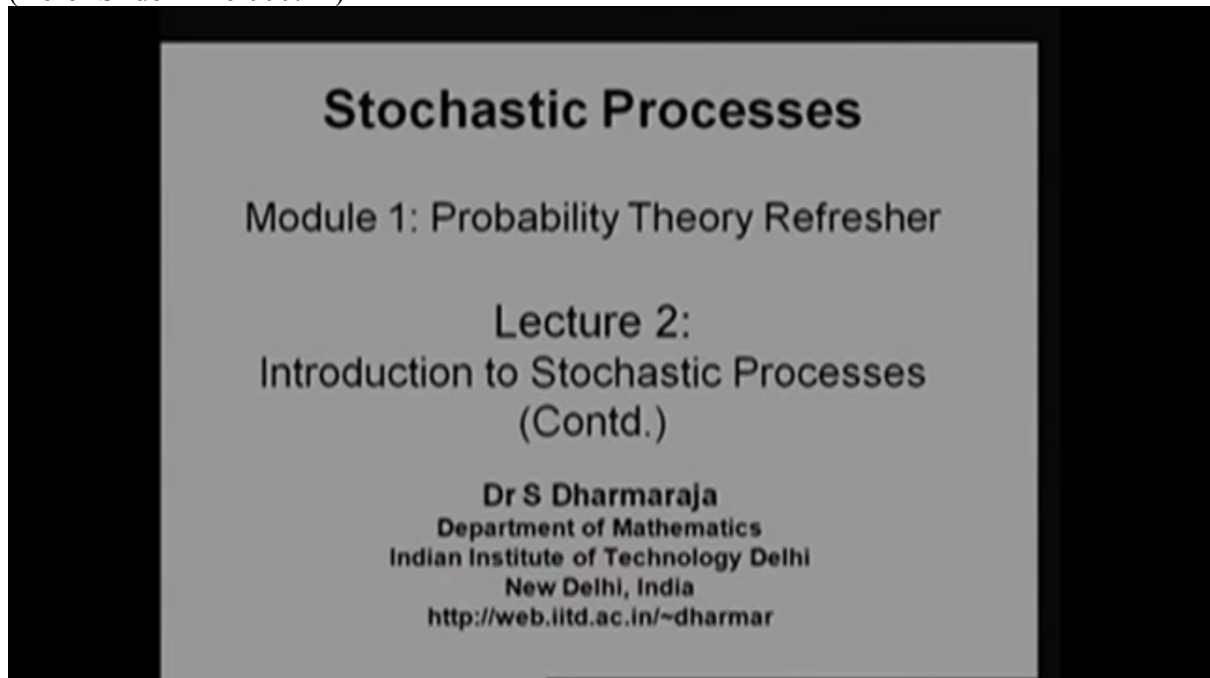 Stochastic Processes
Module 1: Probability Theory Refresher
Lecture 2:
Introduction to Stochastic Processes
(Contd.)
Dr S Dharmaraja
Department of Mathematics
Indian Institute of Technology Delhi
New Delhi, India
http://web.iitd.ac.in/~dharmar